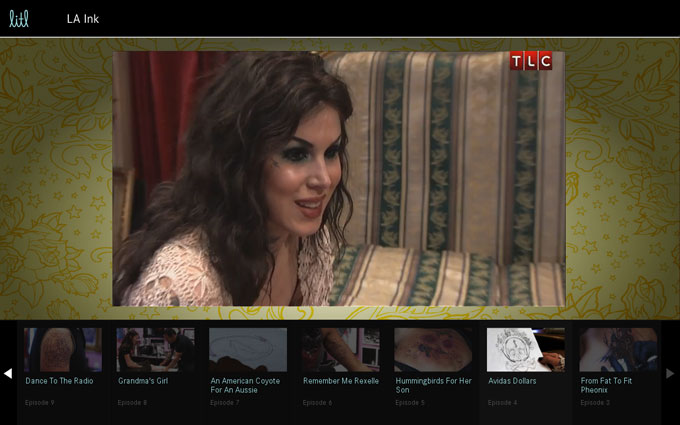 litl
LA Ink
TLC
Dance To The Radio
Episode 9
Grandma's Girl
Episode 8
An American Coyote
For An Aussie
Episode 7
Remember Me Rexelle
Episode 6
Hummingbirds For Her
Son
Episode 5
Avidas Dollars
Episode 4
From Fat To Fit
Pheonix
Episode 3